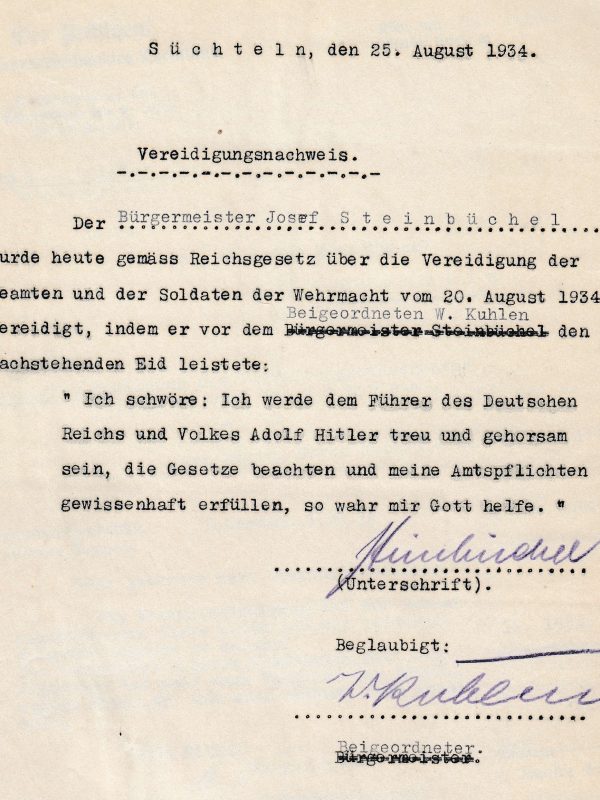 S ü c h t e l n, den 25. August 1934.
Vereidigungsnachweis.
Der Bürgermeister Josef S t e i n b ü c h e l
urde heute gemäss Reichsgesetz über die Vereidigung der
eamten und der Soldaten der Wehrmacht vom 20. August 1934
Beigeordneten W. Kuhlen
ereidigt, indem er vor dem Bürgermeister Steinbüchel den
achstehenden Eid leistete:
" Ich schwöre: Ich werde dem Führer des Deutschen
Reichs und Volkes Adolf Hitler treu und gehorsam
sein, die Gesetze beachten und meine Amtspflichten
gewissenhaft erfüllen, so wahr mir Gott helfe. "
Steinbüchel
(Unterschrift).
Beglaubigt:
W. Kuhlen
Beigeordneter.
Bürgermeister.